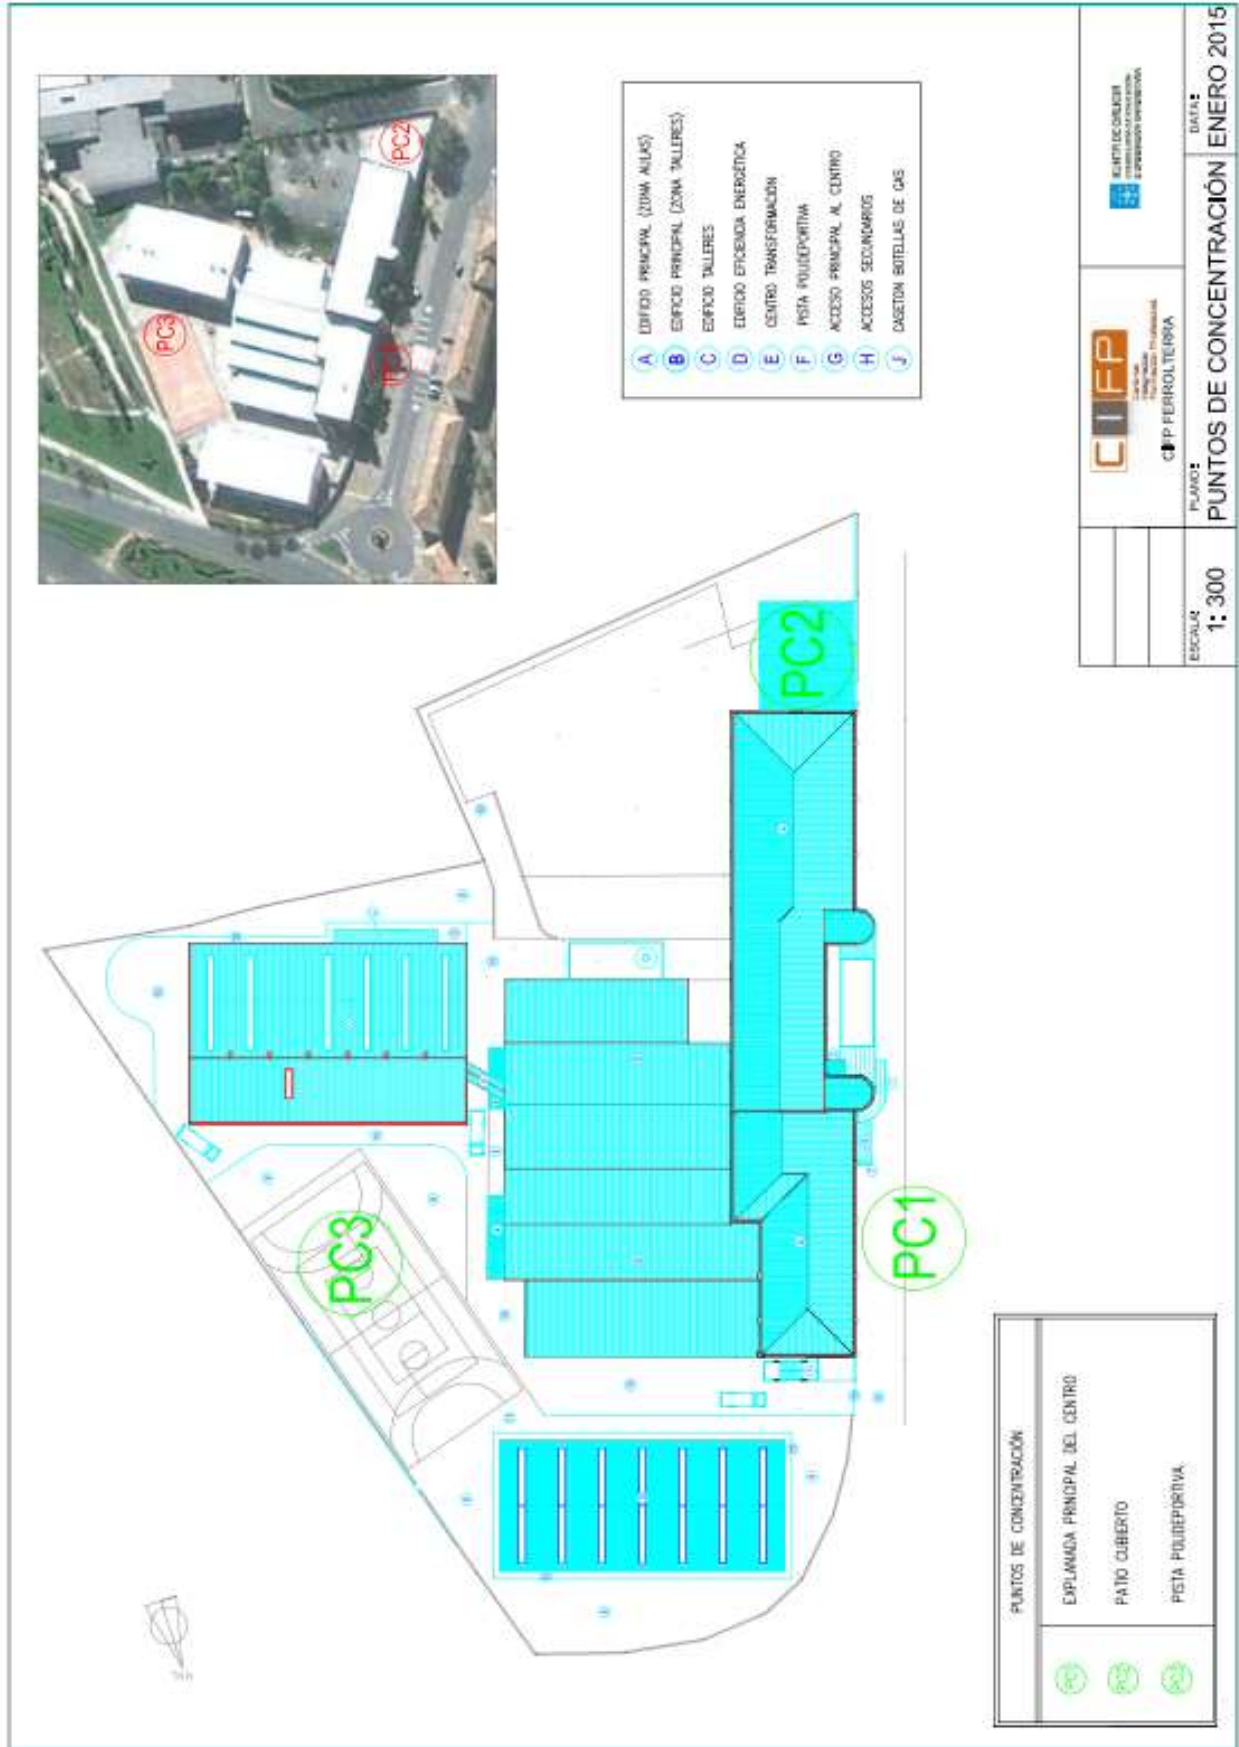 PC2
PC3
A EDIFICIO PRINCIPAL (ZONA AULAS)
B EDIFICIO PRINCIPAL (ZONA TALLERES)
C EDIFICIO TALLERES
D EDIFICIO EFICIENCIA ENERGÉTICA
E CENTRO TRANSFORMACIÓN
F PISTA POLIDEPORTIVA
G ACCESO PRINCIPAL AL CENTRO
H ACCESOS SECUNDARIOS
J CASETON BOTELLAS DE GAS
PC2
PC3
PC1
PUNTOS DE CONCENTRACIÓN
PC1 EXPLANADA PRINCIPAL DEL CENTRO
PC2 PATIO CUBIERTO
PC3 PISTA POLIDEPORTIVA
CIFP
CIFP FERROLTERRA
ESCALA:
1: 300
PLANO:
PUNTOS DE CONCENTRACIÓN
DATA:
ENERO 2015